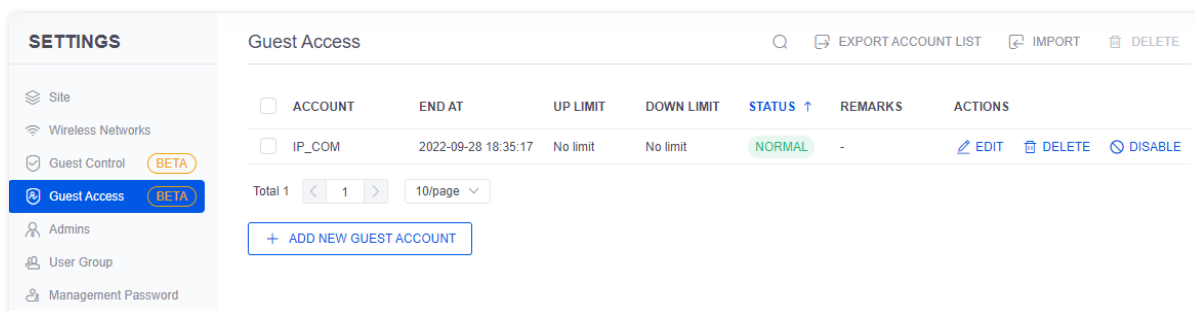 SETTINGS
Site
Wireless Networks
Guest Control BETA
Guest Access BETA
Admins
User Group
Management Password
Guest Access
EXPORT ACCOUNT LIST IMPORT DELETE
ACCOUNT END AT UP LIMIT DOWN LIMIT STATUS ↑ REMARKS ACTIONS
IP_COM 2022-09-28 18:35:17 No limit No limit NORMAL - EDIT DELETE DISABLE
Total 1 < 1 > 10/page
+ ADD NEW GUEST ACCOUNT